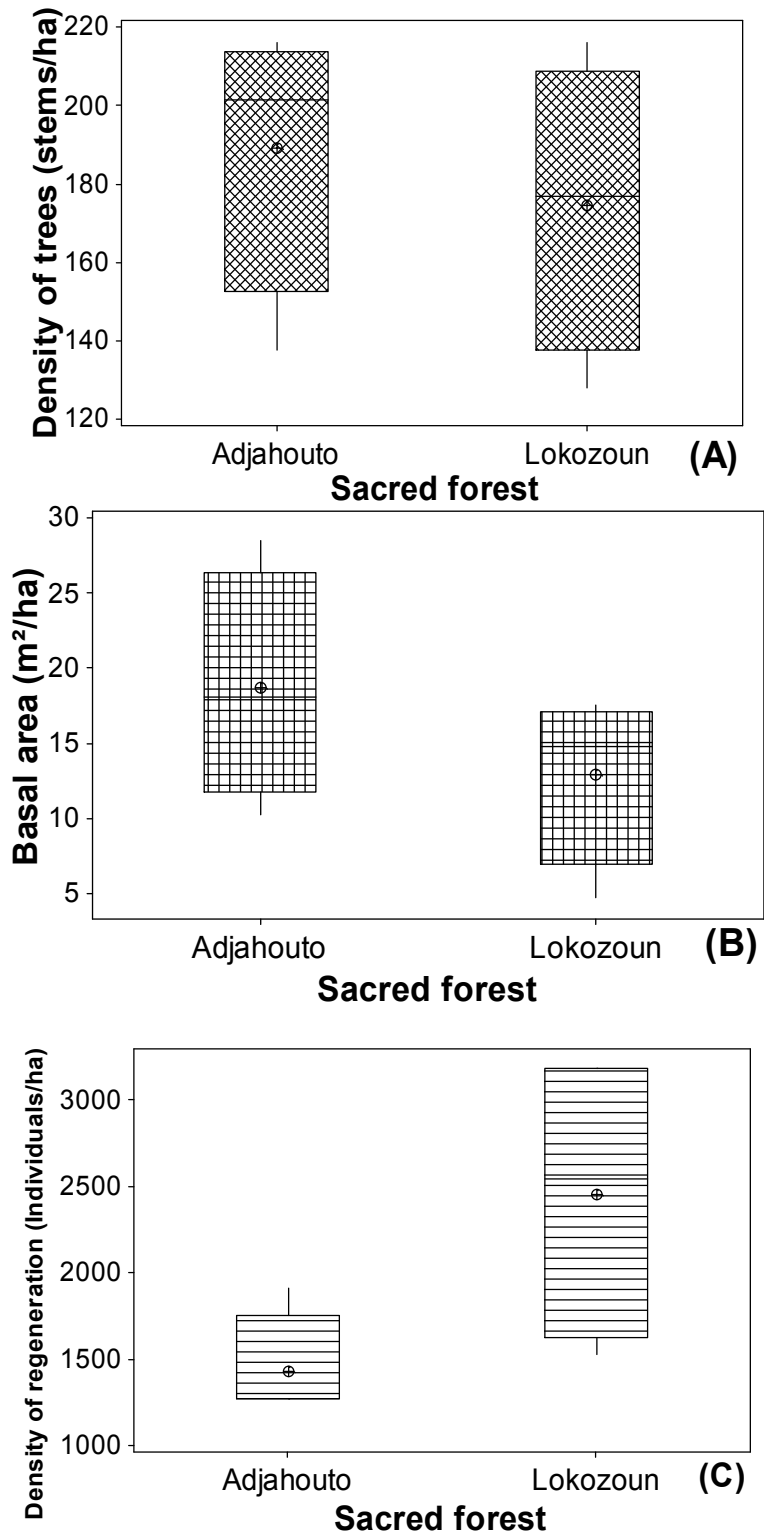 Density of trees (stems/ha)
220
200
180
160
140
120
Adjahouto
Lokozoun
(A)
Sacred forest
Basal area (m²/ha)
30
25
20
15
10
5
Adjahouto
Lokozoun
(B)
Sacred forest
Density of regeneration (Individuals/ha)
3000
2500
2000
1500
1000
Adjahouto
Lokozoun
(C)
Sacred forest